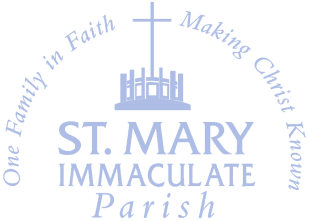 One Family in Faith
Making Christ Known
ST. MARY
IMMACULATE
Parish